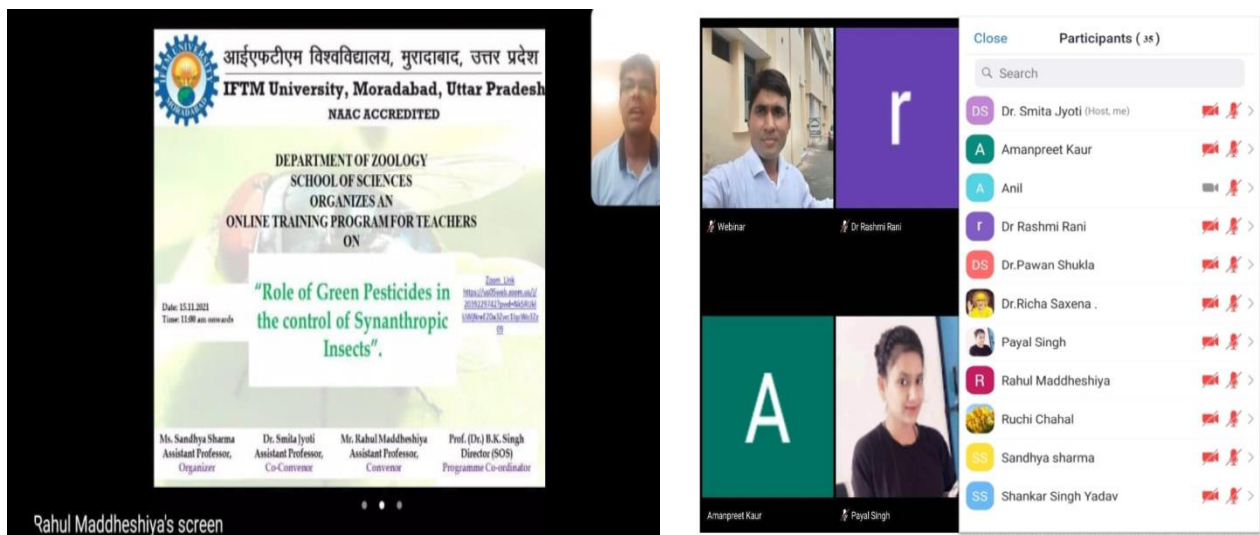 आईएफटीएम विश्वविद्यालय, मुरादाबाद, उत्तर प्रदेश
IFTM University, Moradabad, Uttar Pradesh
NAAC ACCREDITED
DEPARTMENT OF ZOOLOGY
SCHOOL OF SCIENCES
ORGANIZES AN
ONLINE TRAINING PROGRAM FOR TEACHERS
ON
Date: 15.11.2021
Time: 11:00 am onwards
"Role of Green Pesticides in
the control of Synanthropic
Insects".
Zoom Link
Ms. Sandhya Sharma
Assistant Professor,
Organizer
Dr. Smita Jyoti
Assistant Professor,
Co-Convenor
Mr. Rahul Maddheshiya
Assistant Professor,
Convenor
Prof. (Dr.) B.K. Singh
Director (SOS)
Programme Co-ordinator
Rahul Maddheshiya's screen
r
Webinar
Dr Rashmi Rani
A
Amanpreet Kaur
Payal Singh
Close Participants ( 35 )
Search
DS Dr. Smita Jyoti (Host, me)
A Amanpreet Kaur
A Anil
r Dr Rashmi Rani
DS Dr.Pawan Shukla
Dr.Richa Saxena .
Payal Singh
R Rahul Maddheshiya
Ruchi Chahal
SS Sandhya sharma
SS Shankar Singh Yadav